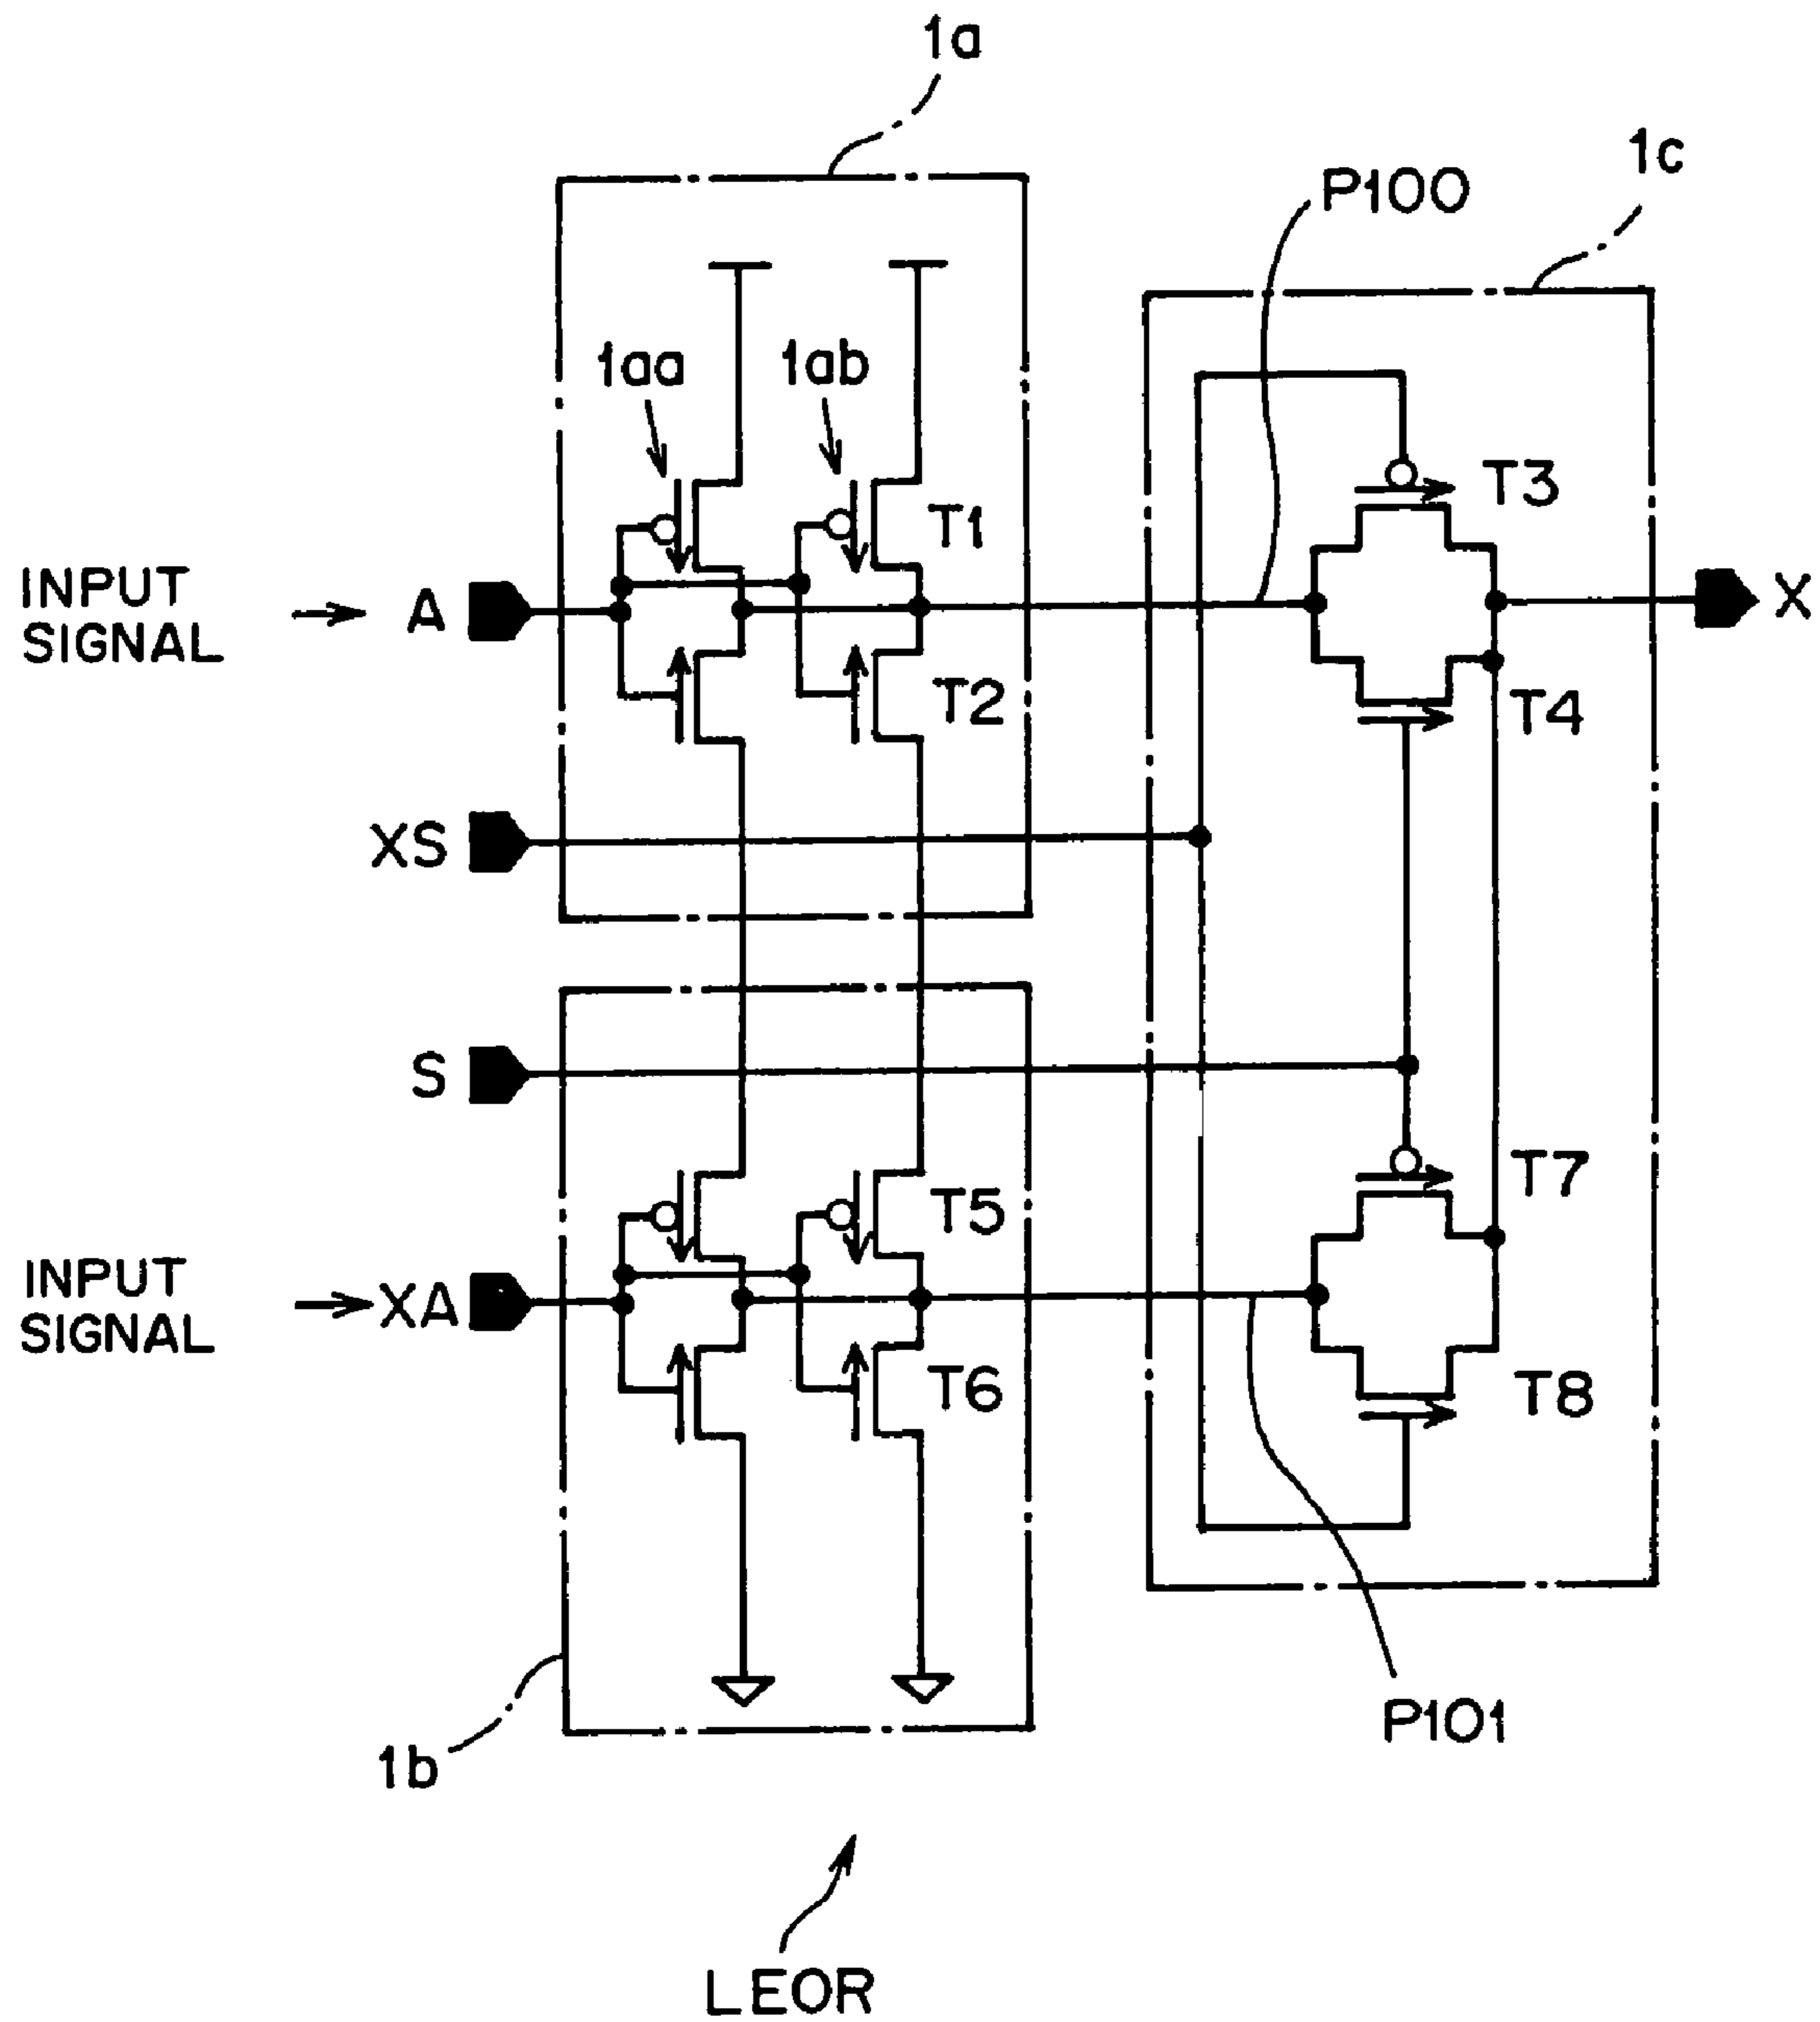 1a
1c
P100
1aa
1ab
T3
T1
INPUT
SIGNAL
A
X
T2
T4
XS
S
T7
T5
INPUT
SIGNAL
XA
T6
T8
P101
1b
LEOR